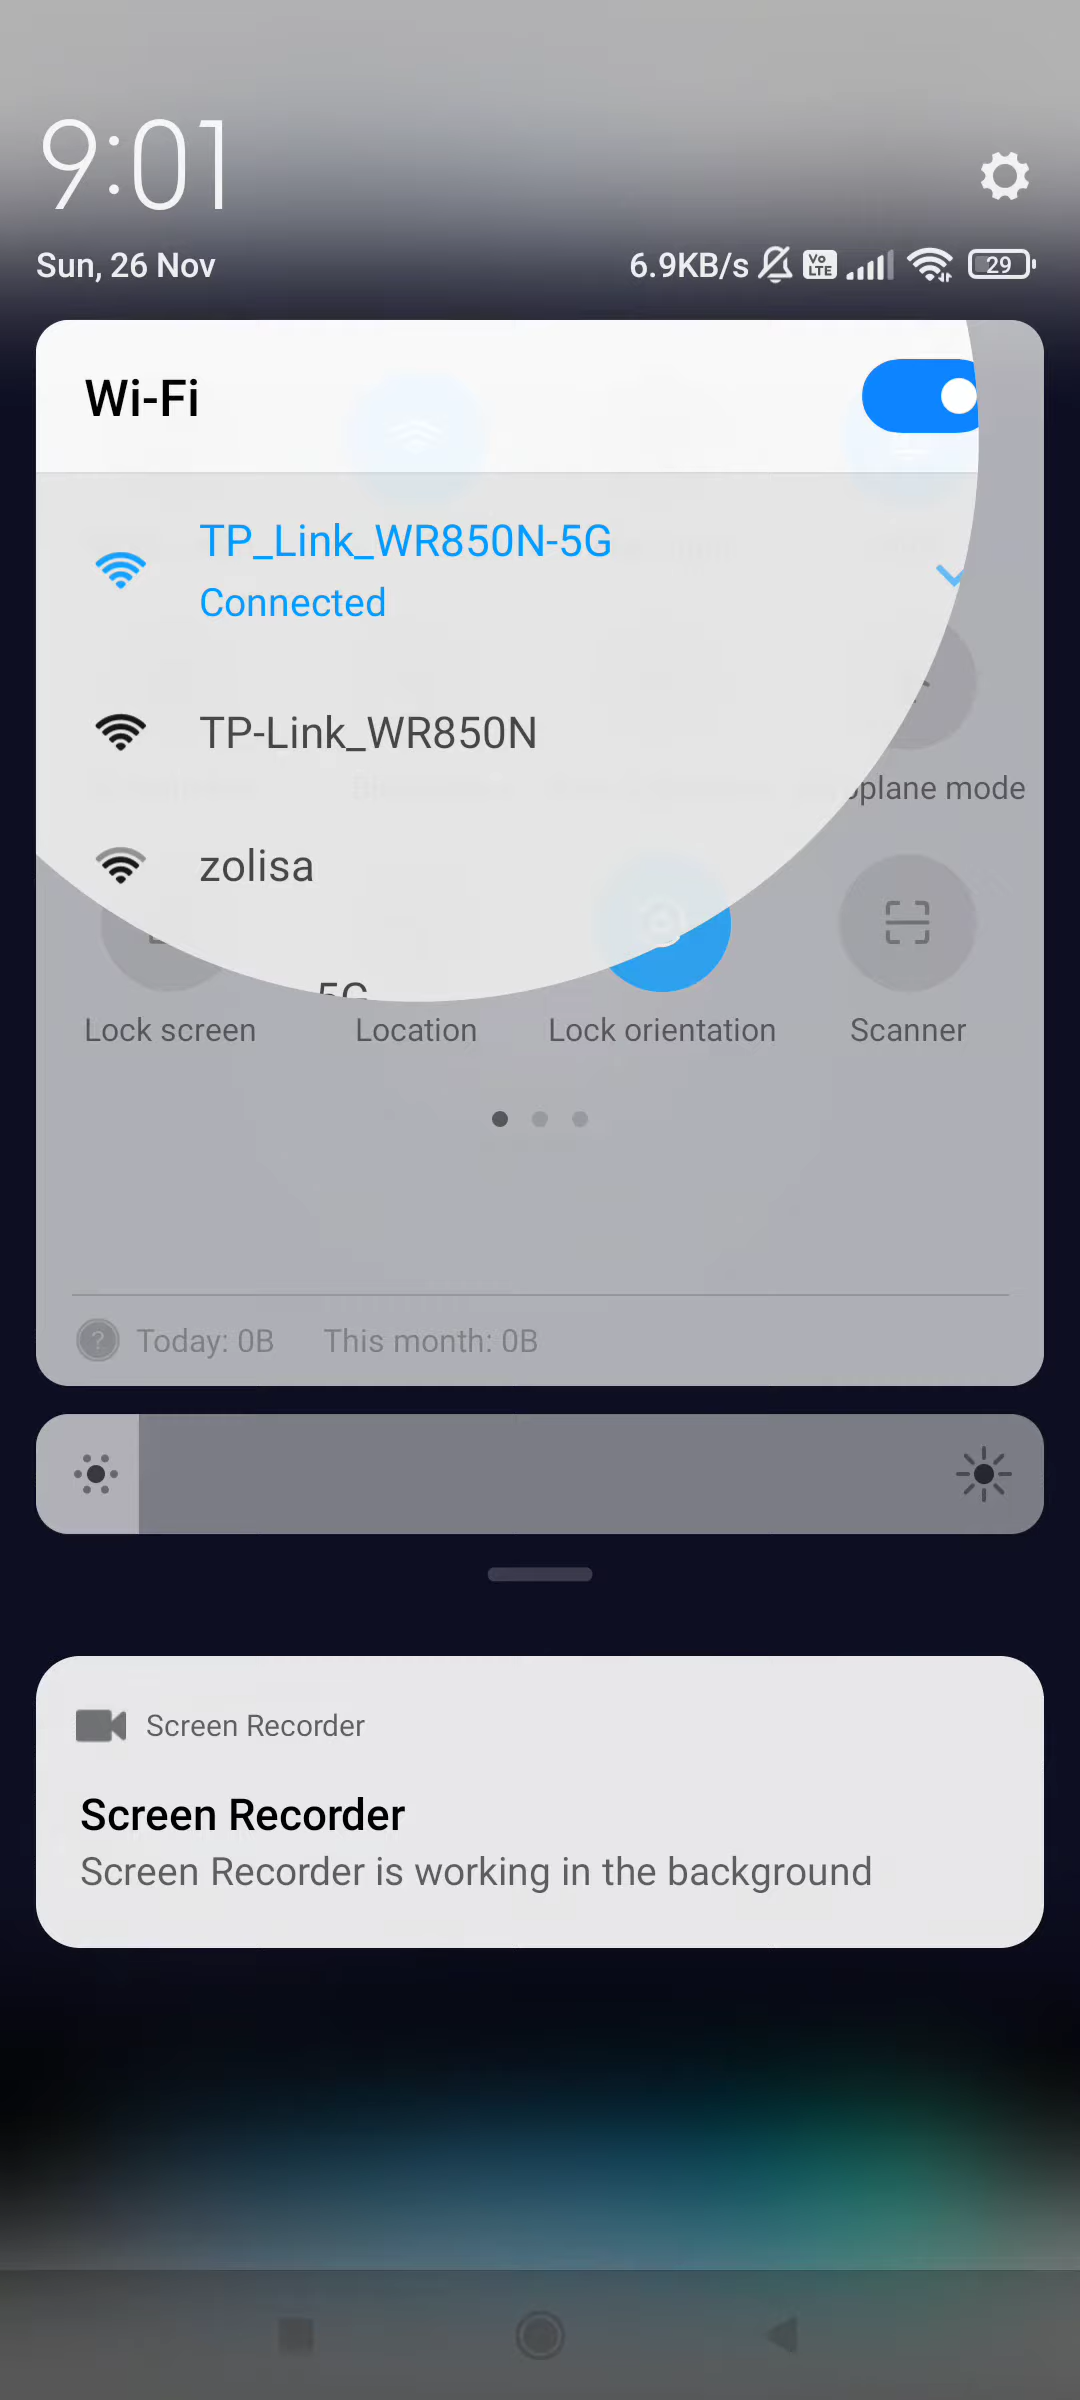 9:01
Sun, 26 Nov
6.9KB/s
Vo LTE
29
Wi-Fi
TP_Link_WR850N-5G
Connected
TP-Link_WR850N
plane mode
zolisa
5G
Lock screen
Location
Lock orientation
Scanner
? Today: 0B This month: 0B
Screen Recorder
Screen Recorder
Screen Recorder is working in the background